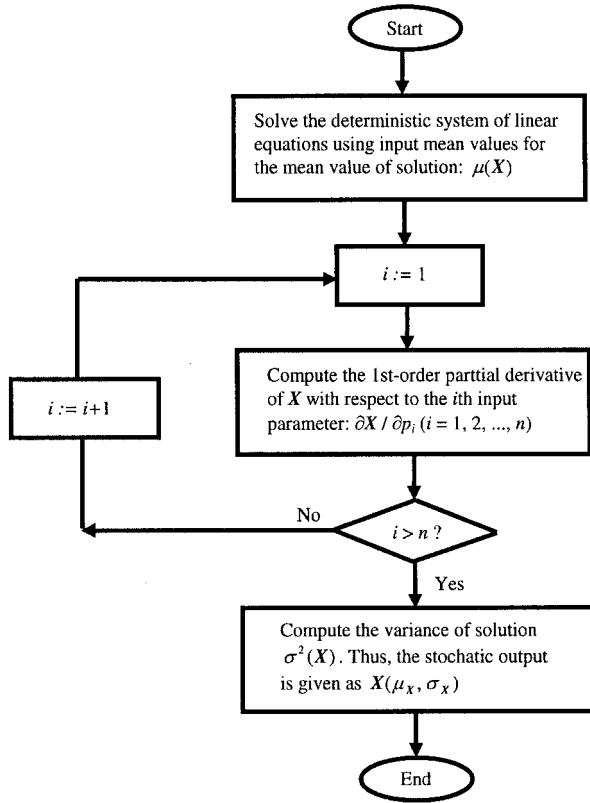 Start
Solve the deterministic system of linear
equations using input mean values for
the mean value of solution: μ(X)
i := 1
Compute the 1st-order parttial derivative
of X with respect to the ith input
parameter: ∂X / ∂p_i (i = 1, 2, ..., n)
i := i+1
No
i > n ?
Yes
Compute the variance of solution
σ²(X). Thus, the stochatic output
is given as X(μ_X, σ_X)
End